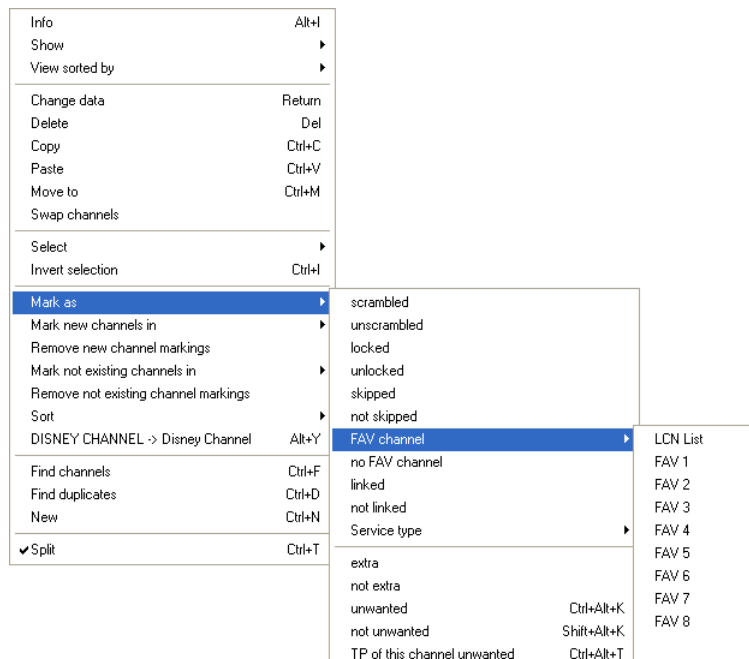 Info Alt+I
Show
View sorted by
Change data Return
Delete Del
Copy Ctrl+C
Paste Ctrl+V
Move to Ctrl+M
Swap channels
Select
Invert selection Ctrl+I
Mark as
Mark new channels in
Remove new channel markings
Mark not existing channels in
Remove not existing channel markings
Sort
DISNEY CHANNEL -> Disney Channel Alt+Y
Find channels Ctrl+F
Find duplicates Ctrl+D
New Ctrl+N
Split Ctrl+T
scrambled
unscrambled
locked
unlocked
skipped
not skipped
FAV channel
no FAV channel
linked
not linked
Service type
extra
not extra
unwanted Ctrl+Alt+K
not unwanted Shift+Alt+K
TP of this channel unwanted Ctrl+Alt+T
LCN List
FAV 1
FAV 2
FAV 3
FAV 4
FAV 5
FAV 6
FAV 7
FAV 8